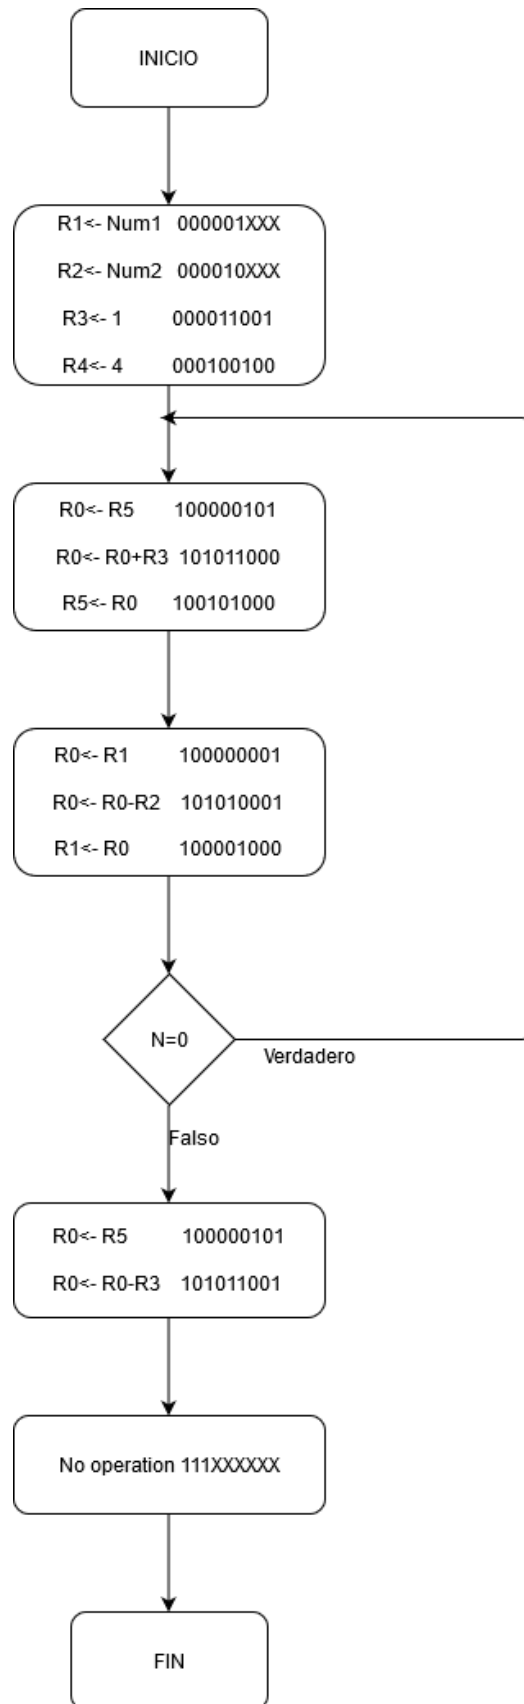 INICIO
R1<- Num1 000001XXX
R2<- Num2 000010XXX
R3<- 1 000011001
R4<- 4 000100100
R0<- R5 100000101
R0<- R0+R3 101011000
R5<- R0 100101000
R0<- R1 100000001
R0<- R0-R2 101010001
R1<- R0 100001000
N=0
Verdadero
Falso
R0<- R5 100000101
R0<- R0-R3 101011001
No operation 111XXXXXX
FIN